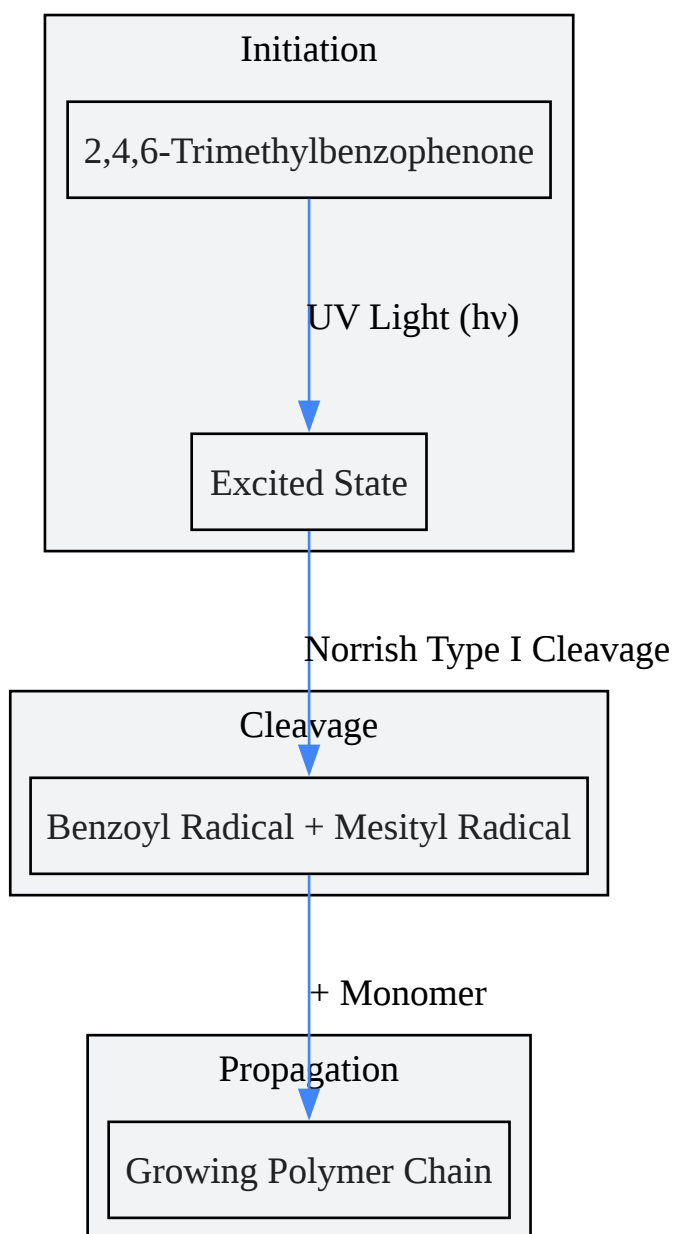 Initiation
2,4,6-Trimethylbenzophenone
UV Light (hν)
Excited State
Norrish Type I Cleavage
Cleavage
Benzoyl Radical + Mesityl Radical
+ Monomer
Propagation
Growing Polymer Chain